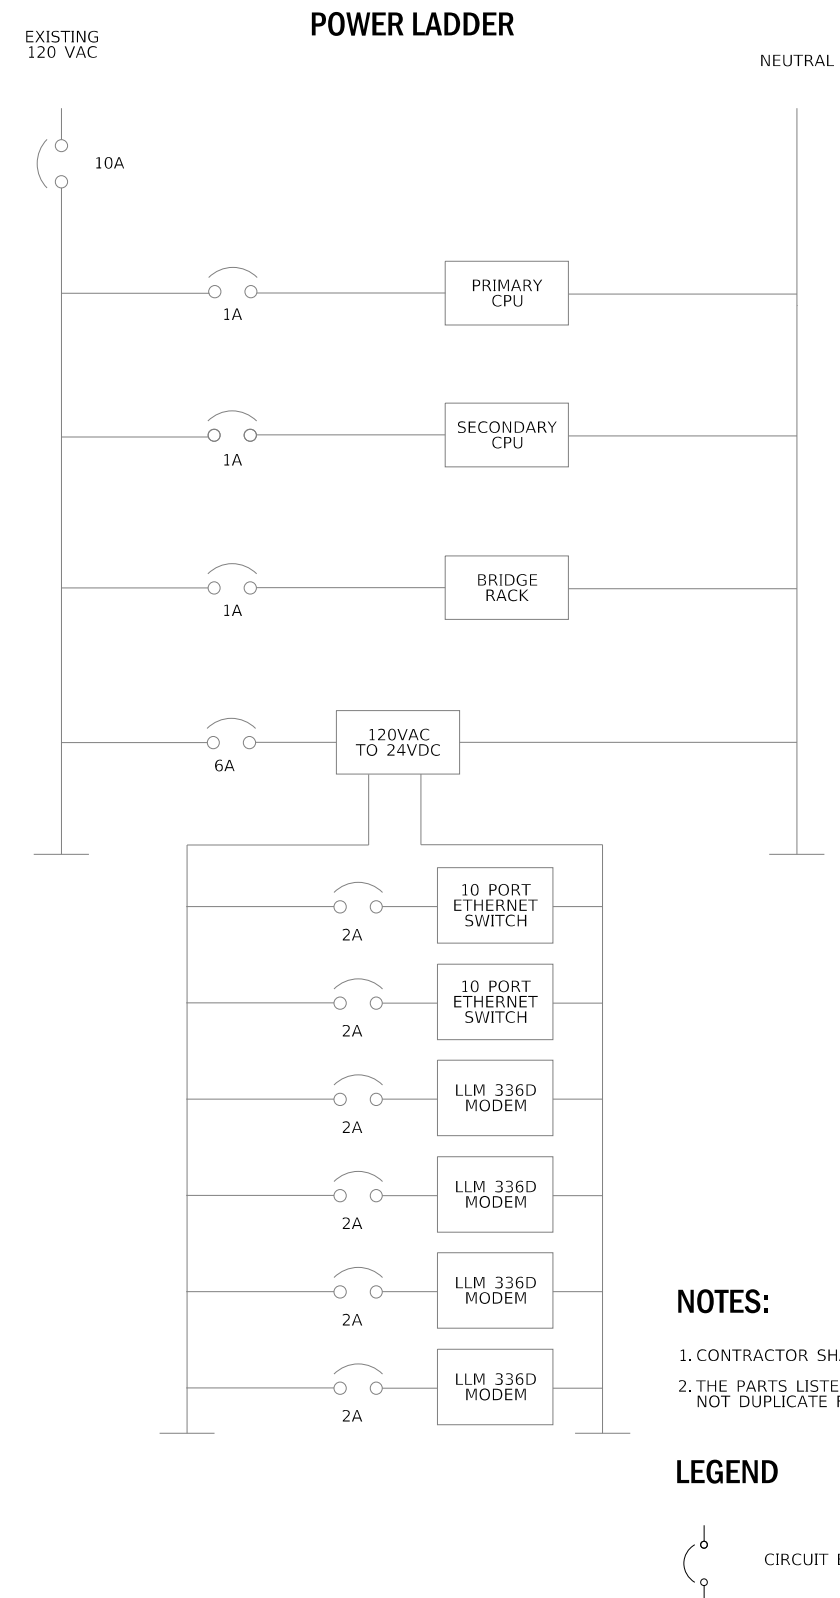 POWER LADDER
EXISTING
120 VAC
NEUTRAL
10A
PRIMARY
CPU
1A
SECONDARY
CPU
1A
BRIDGE
RACK
1A
120VAC
TO 24VDC
6A
10 PORT
ETHERNET
SWITCH
2A
10 PORT
ETHERNET
SWITCH
2A
LLM 336D
MODEM
2A
LLM 336D
MODEM
2A
LLM 336D
MODEM
2A
LLM 336D
MODEM
2A
NOTES:
1. CONTRACTOR
2. THE PARTS
NOT DUPLICATE
LEGEND
CIRCUIT